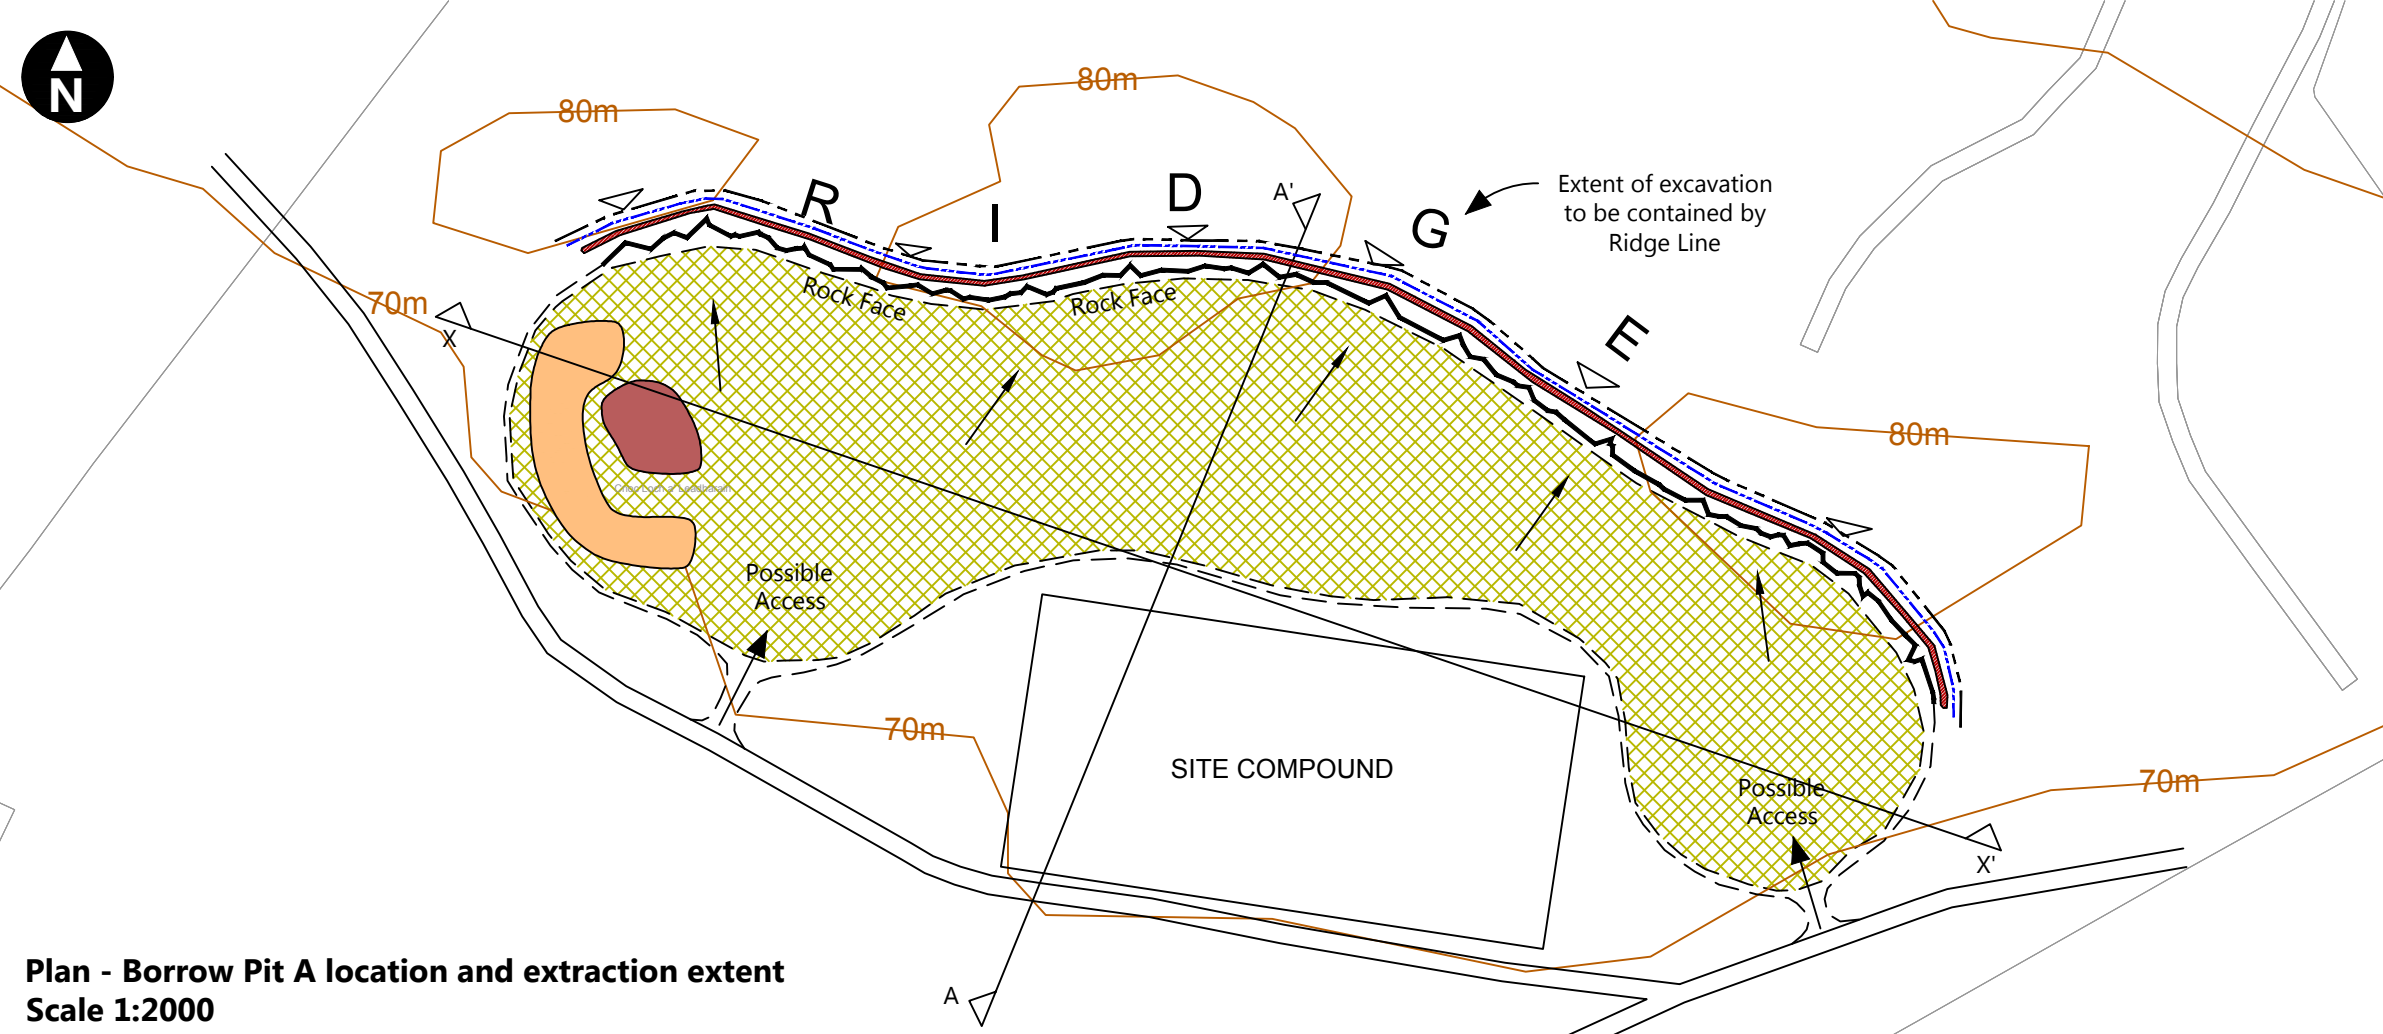 N
80m
80m
R
I
D
G
E
A'
Extent of excavation
to be contained by
Ridge Line
70m
X
Rock Face
Rock Face
80m
Possible
Access
70m
SITE COMPOUND
Possible
Access
70m
X'
A
Plan - Borrow Pit A location and extraction extent
Scale 1:2000